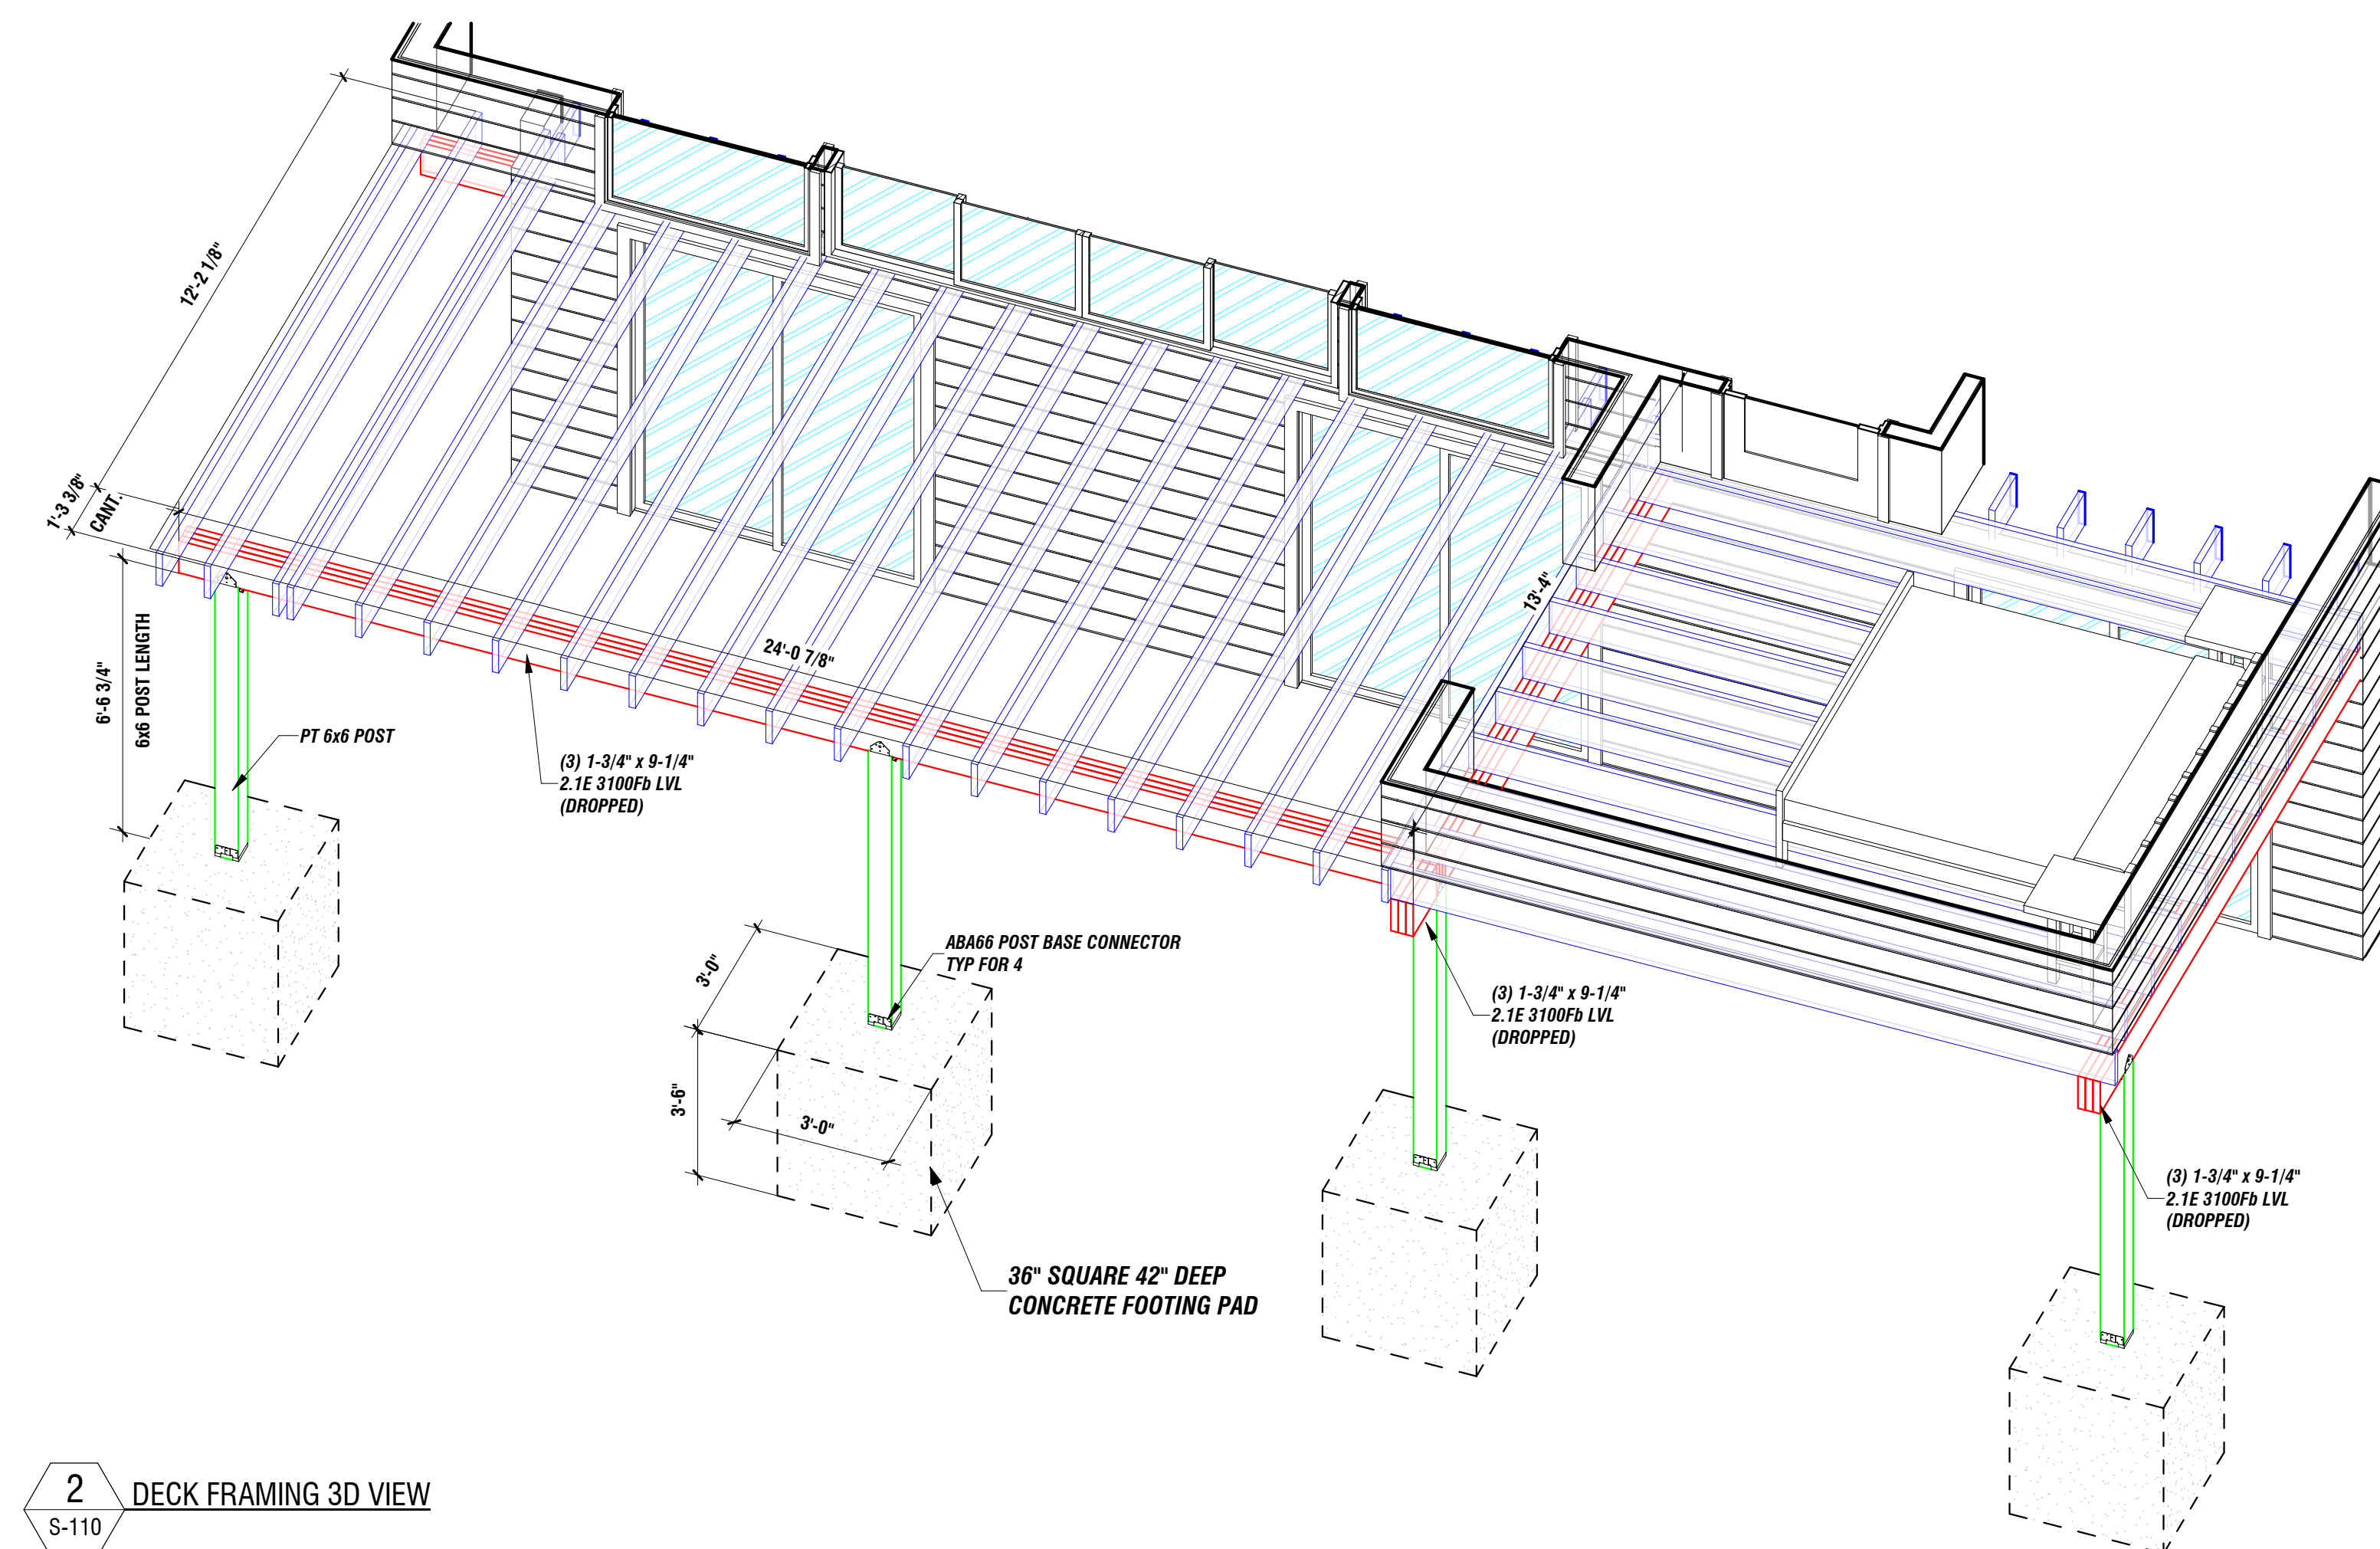 12'-2 1/8"
1'-3 3/8"
CANT.
6'-6 3/4"
6x6 POST LENGTH
PT 6x6 POST
(3) 1-3/4" x 9-1/4"
2.1E 3100Fb LVL
(DROPPED)
24'-0 7/8"
13'-4"
ABA66 POST BASE CONNECTOR
TYP FOR 4
3'-0"
3'-6"
3'-0"
36" SQUARE 42" DEEP
CONCRETE FOOTING PAD
(3) 1-3/4" x 9-1/4"
2.1E 3100Fb LVL
(DROPPED)
(3) 1-3/4" x 9-1/4"
2.1E 3100Fb LVL
(DROPPED)
2
S-110
DECK FRAMING 3D VIEW